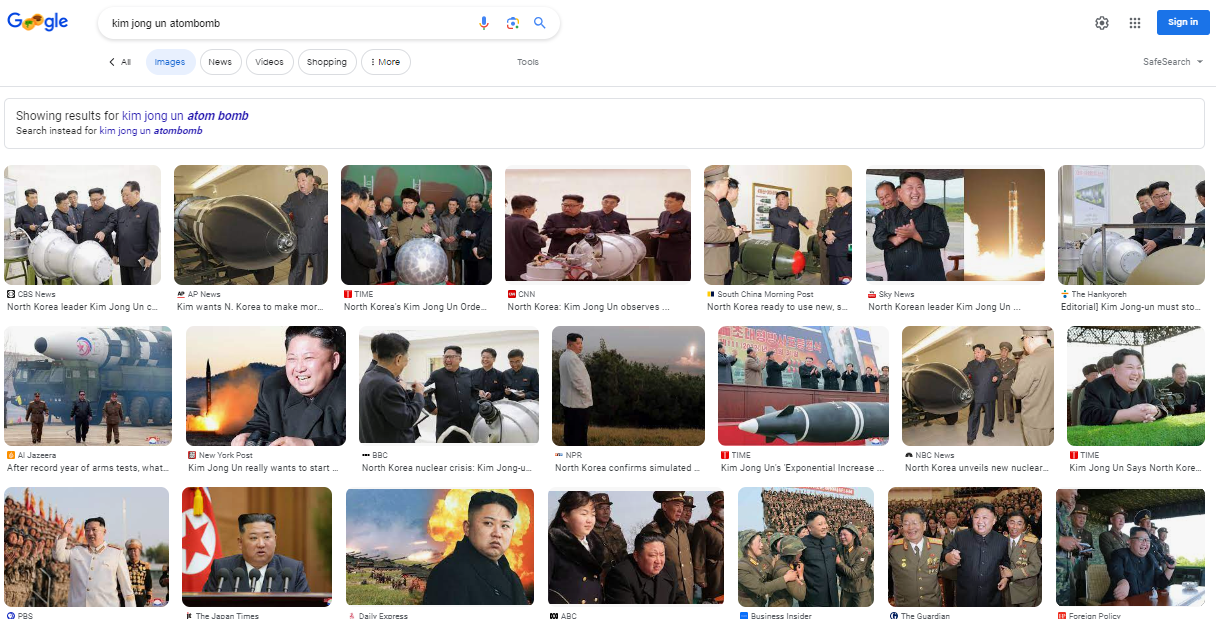 Google
kim jong un atombomb
Sign in
All
Images
News
Videos
Shopping
More
Tools
SafeSearch
Showing results for kim jong un atom bomb
Search instead for kim jong un atombomb
CBS News
North Korea leader Kim Jong Un c...
AP News
Kim wants N. Korea to make mor...
TIME
North Korea's Kim Jong Un Orde...
CNN
North Korea: Kim Jong Un observes ...
South China Morning Post
North Korea ready to use new, s...
Sky News
North Korean leader Kim Jong Un ...
The Hankyoreh
Editorial] Kim Jong-un must sto...
Al Jazeera
After record year of arms tests, what...
New York Post
Kim Jong Un really wants to start ...
BBC
North Korea nuclear crisis: Kim Jong-u...
NPR
North Korea confirms simulated ...
TIME
Kim Jong Un's 'Exponential Increase ...
NBC News
North Korea unveils new nuclear...
TIME
Kim Jong Un Says North Kore...
PBS
The Japan Times
Daily Express
ABC
Business Insider
The Guardian
Foreign Policy